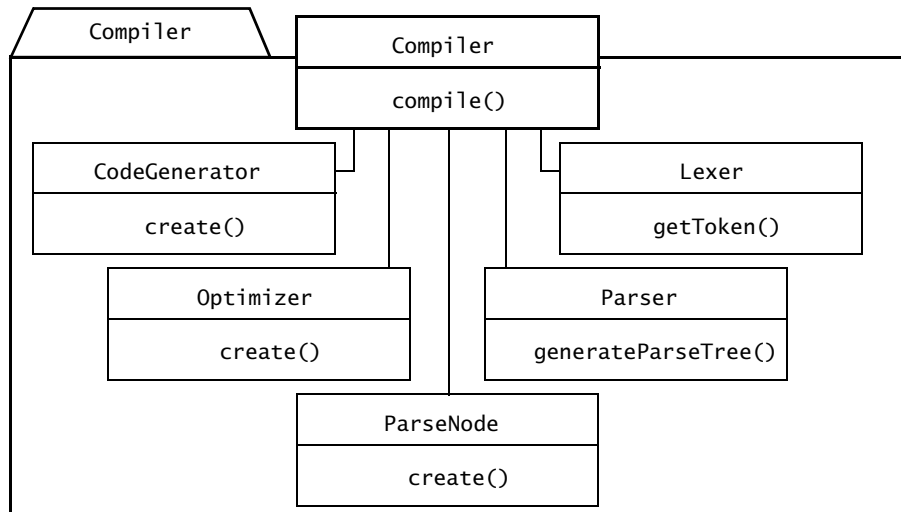 Compiler
Compiler
compile()
CodeGenerator
create()
Lexer
getToken()
Optimizer
create()
Parser
generateParseTree()
ParseNode
create()